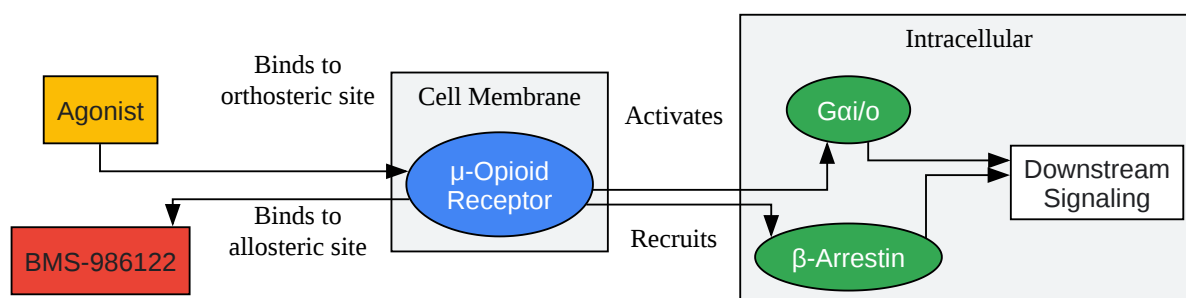 Intracellular
Binds to
orthosteric site
Cell Membrane
Agonist
Activates
Gαi/o
μ-Opioid
Receptor
Downstream
Signaling
Binds to
allosteric site
Recruits
BMS-986122
β-Arrestin